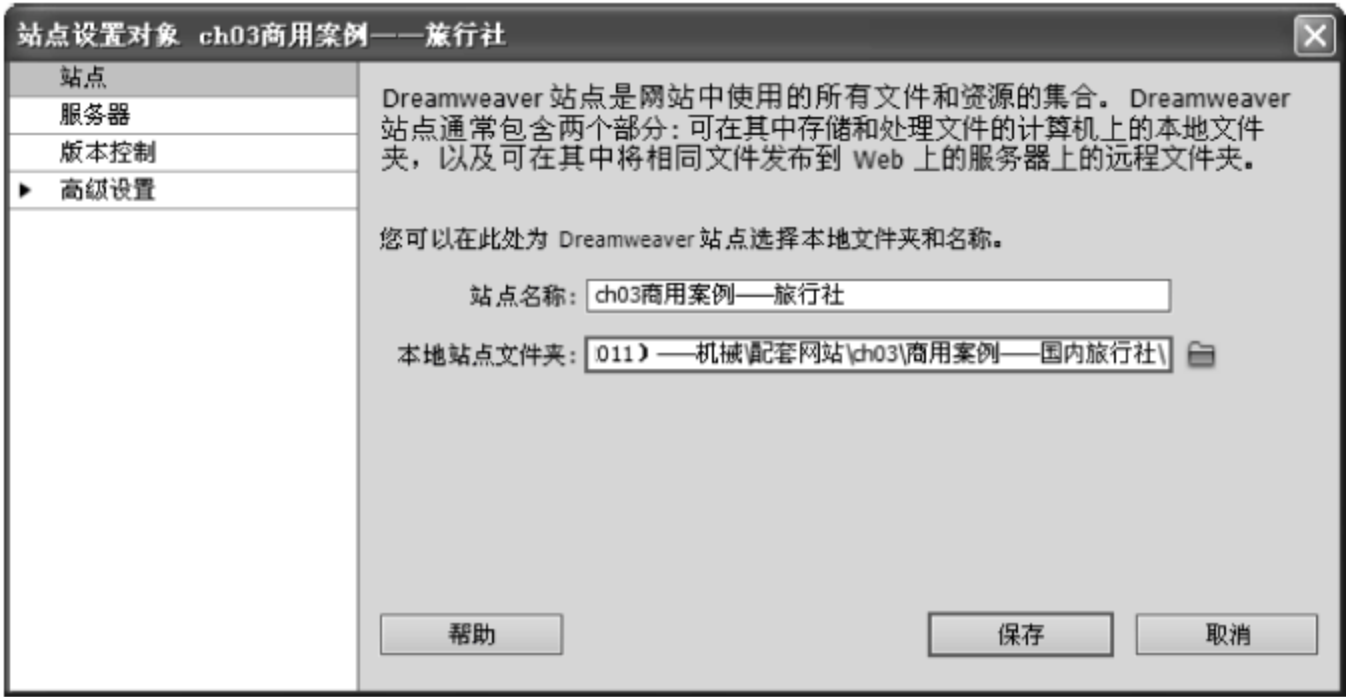 站点设置对象 ch03商用案例——旅行社
站点
服务器
版本控制
高级设置
Dreamweaver 站点是网站中使用的所有文件和资源的集合。Dreamweaver
站点通常包含两个部分:可在其中存储和处理文件的计算机上的本地文件
夹，以及可在其中将相同文件发布到 Web 上的服务器上的远程文件夹。
您可以在此处为 Dreamweaver 站点选择本地文件夹和名称。
站点名称: ch03商用案例——旅行社
本地站点文件夹: 011）——机械\配套网站\ch03\商用案例——国内旅行社\
帮助 保存 取消